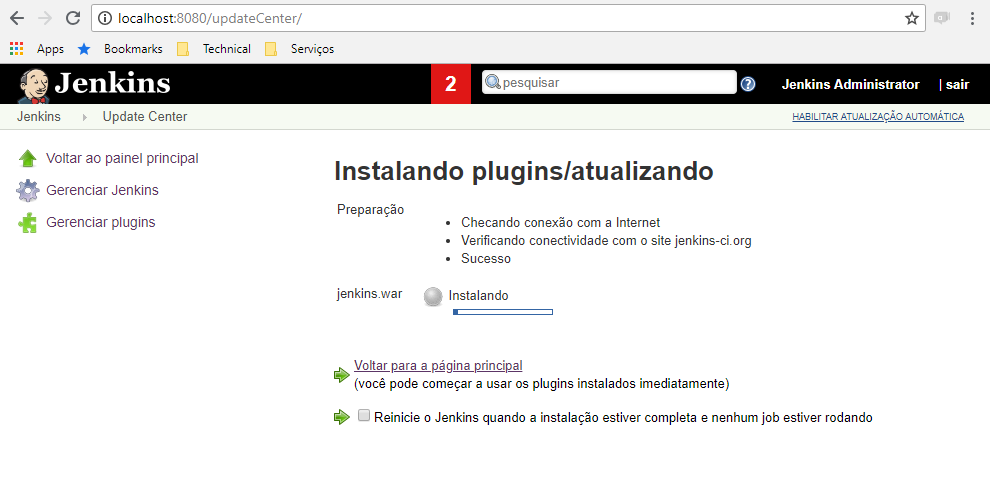 localhost:8080/updateCenter/
Apps Bookmarks Technical Serviços
Jenkins 2 pesquisar ? Jenkins Administrator | sair
Jenkins Update Center HABILITAR ATUALIZAÇÃO AUTOMÁTICA
Voltar ao painel principal
Gerenciar Jenkins
Gerenciar plugins
Instalando plugins/atualizando
Preparação
• Checando conexão com a Internet
• Verificando conectividade com o site jenkins-ci.org
• Sucesso
jenkins.war Instalando
Voltar para a página principal
(você pode começar a usar os plugins instalados imediatamente)
Reinicie o Jenkins quando a instalação estiver completa e nenhum job estiver rodando